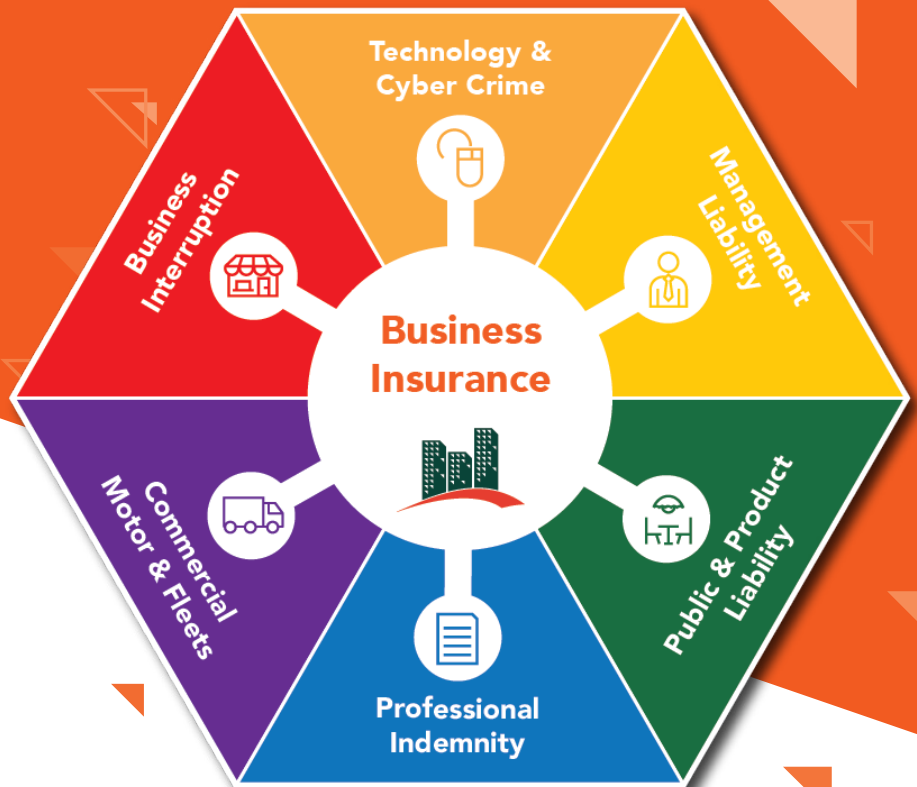 Technology &
Cyber Crime
Management
Liability
Public & Product
Liability
Professional
Indemnity
Commercial
Motor & Fleets
Business
Interruption
Business
Insurance